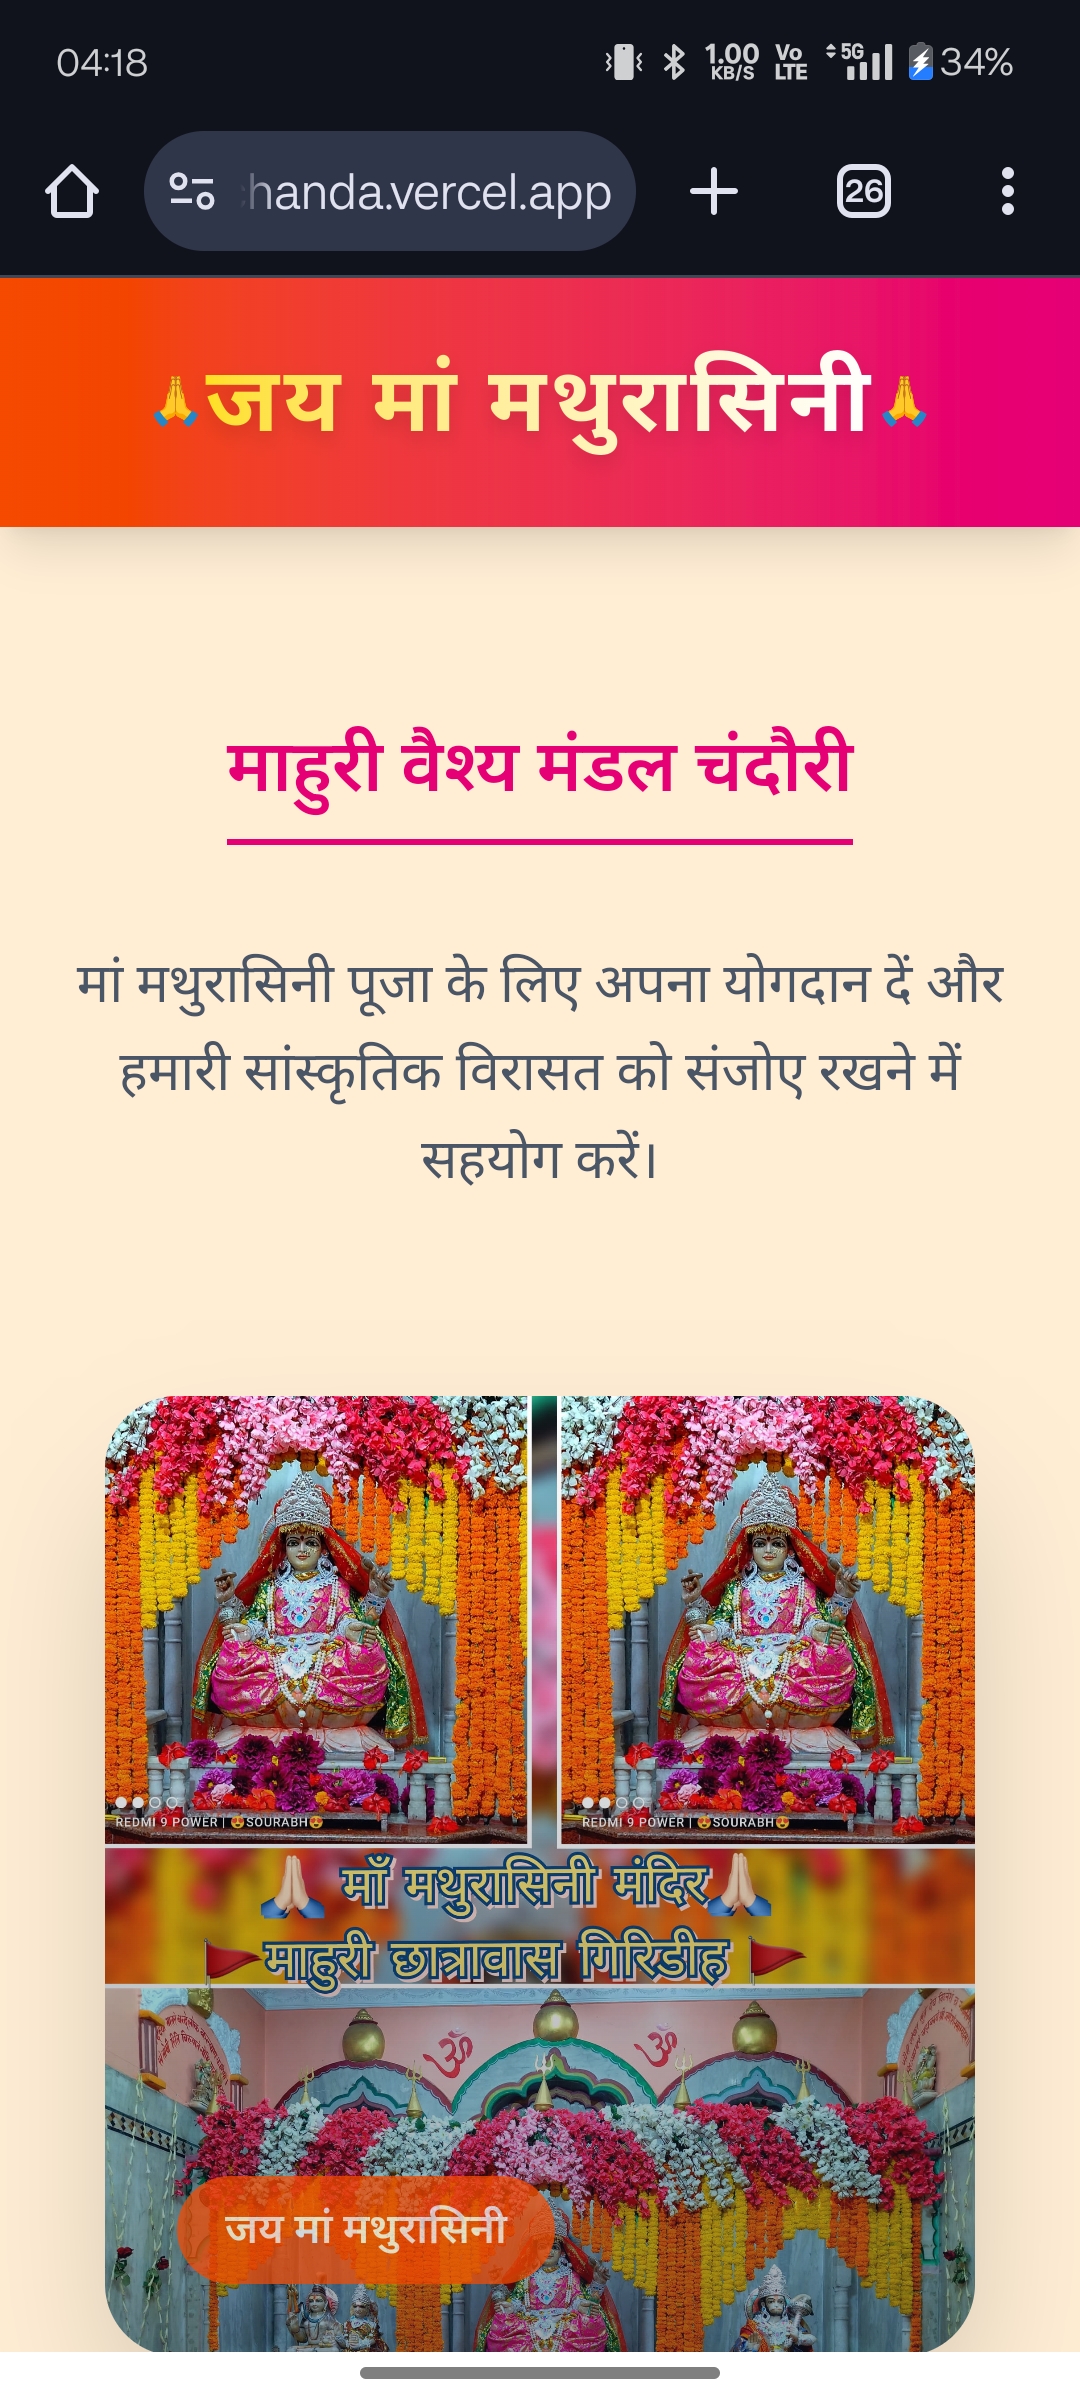 04:18
1.00 KB/S Vo LTE 5G 34%
handa.vercel.app
26
🙏जय मां मथुरासिनी🙏
माहुरी वैश्य मंडल चंदौरी
मां मथुरासिनी पूजा के लिए अपना योगदान दें और
हमारी सांस्कृतिक विरासत को संजोए रखने में
सहयोग करें।
REDMI 9 POWER | 😍SOURABH😍
REDMI 9 POWER | 😍SOURABH😍
🙏🏻 माँ मथुरासिनी मंदिर🙏🏻
🚩माहुरी छात्रावास गिरिडीह 🚩
ॐ ॐ
जय मां मथुरासिनी